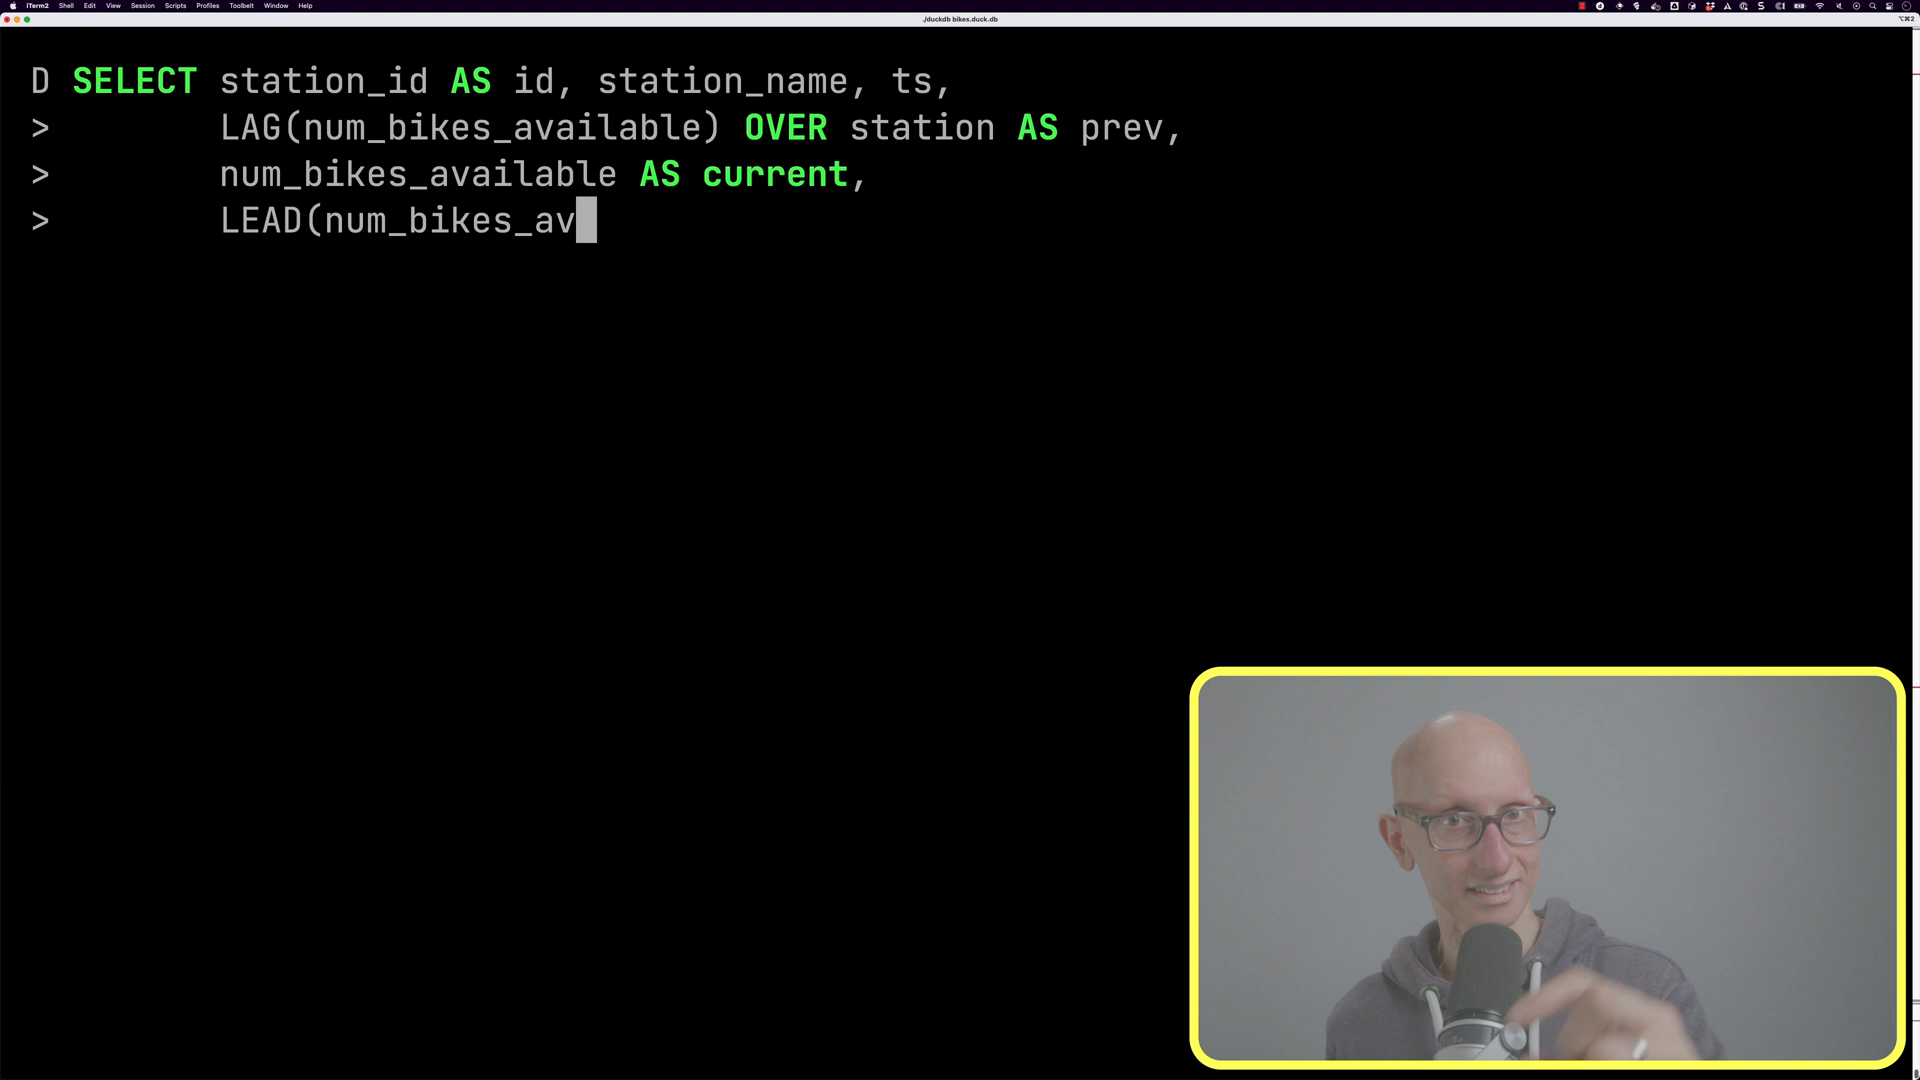 iTerm2 Shell Edit View Session Scripts Profiles Toolbelt Window Help
./duckdb bikes.duck.db
⌥⌘2
D SELECT station_id AS id, station_name, ts,
> LAG(num_bikes_available) OVER station AS prev,
> num_bikes_available AS current,
> LEAD(num_bikes_av